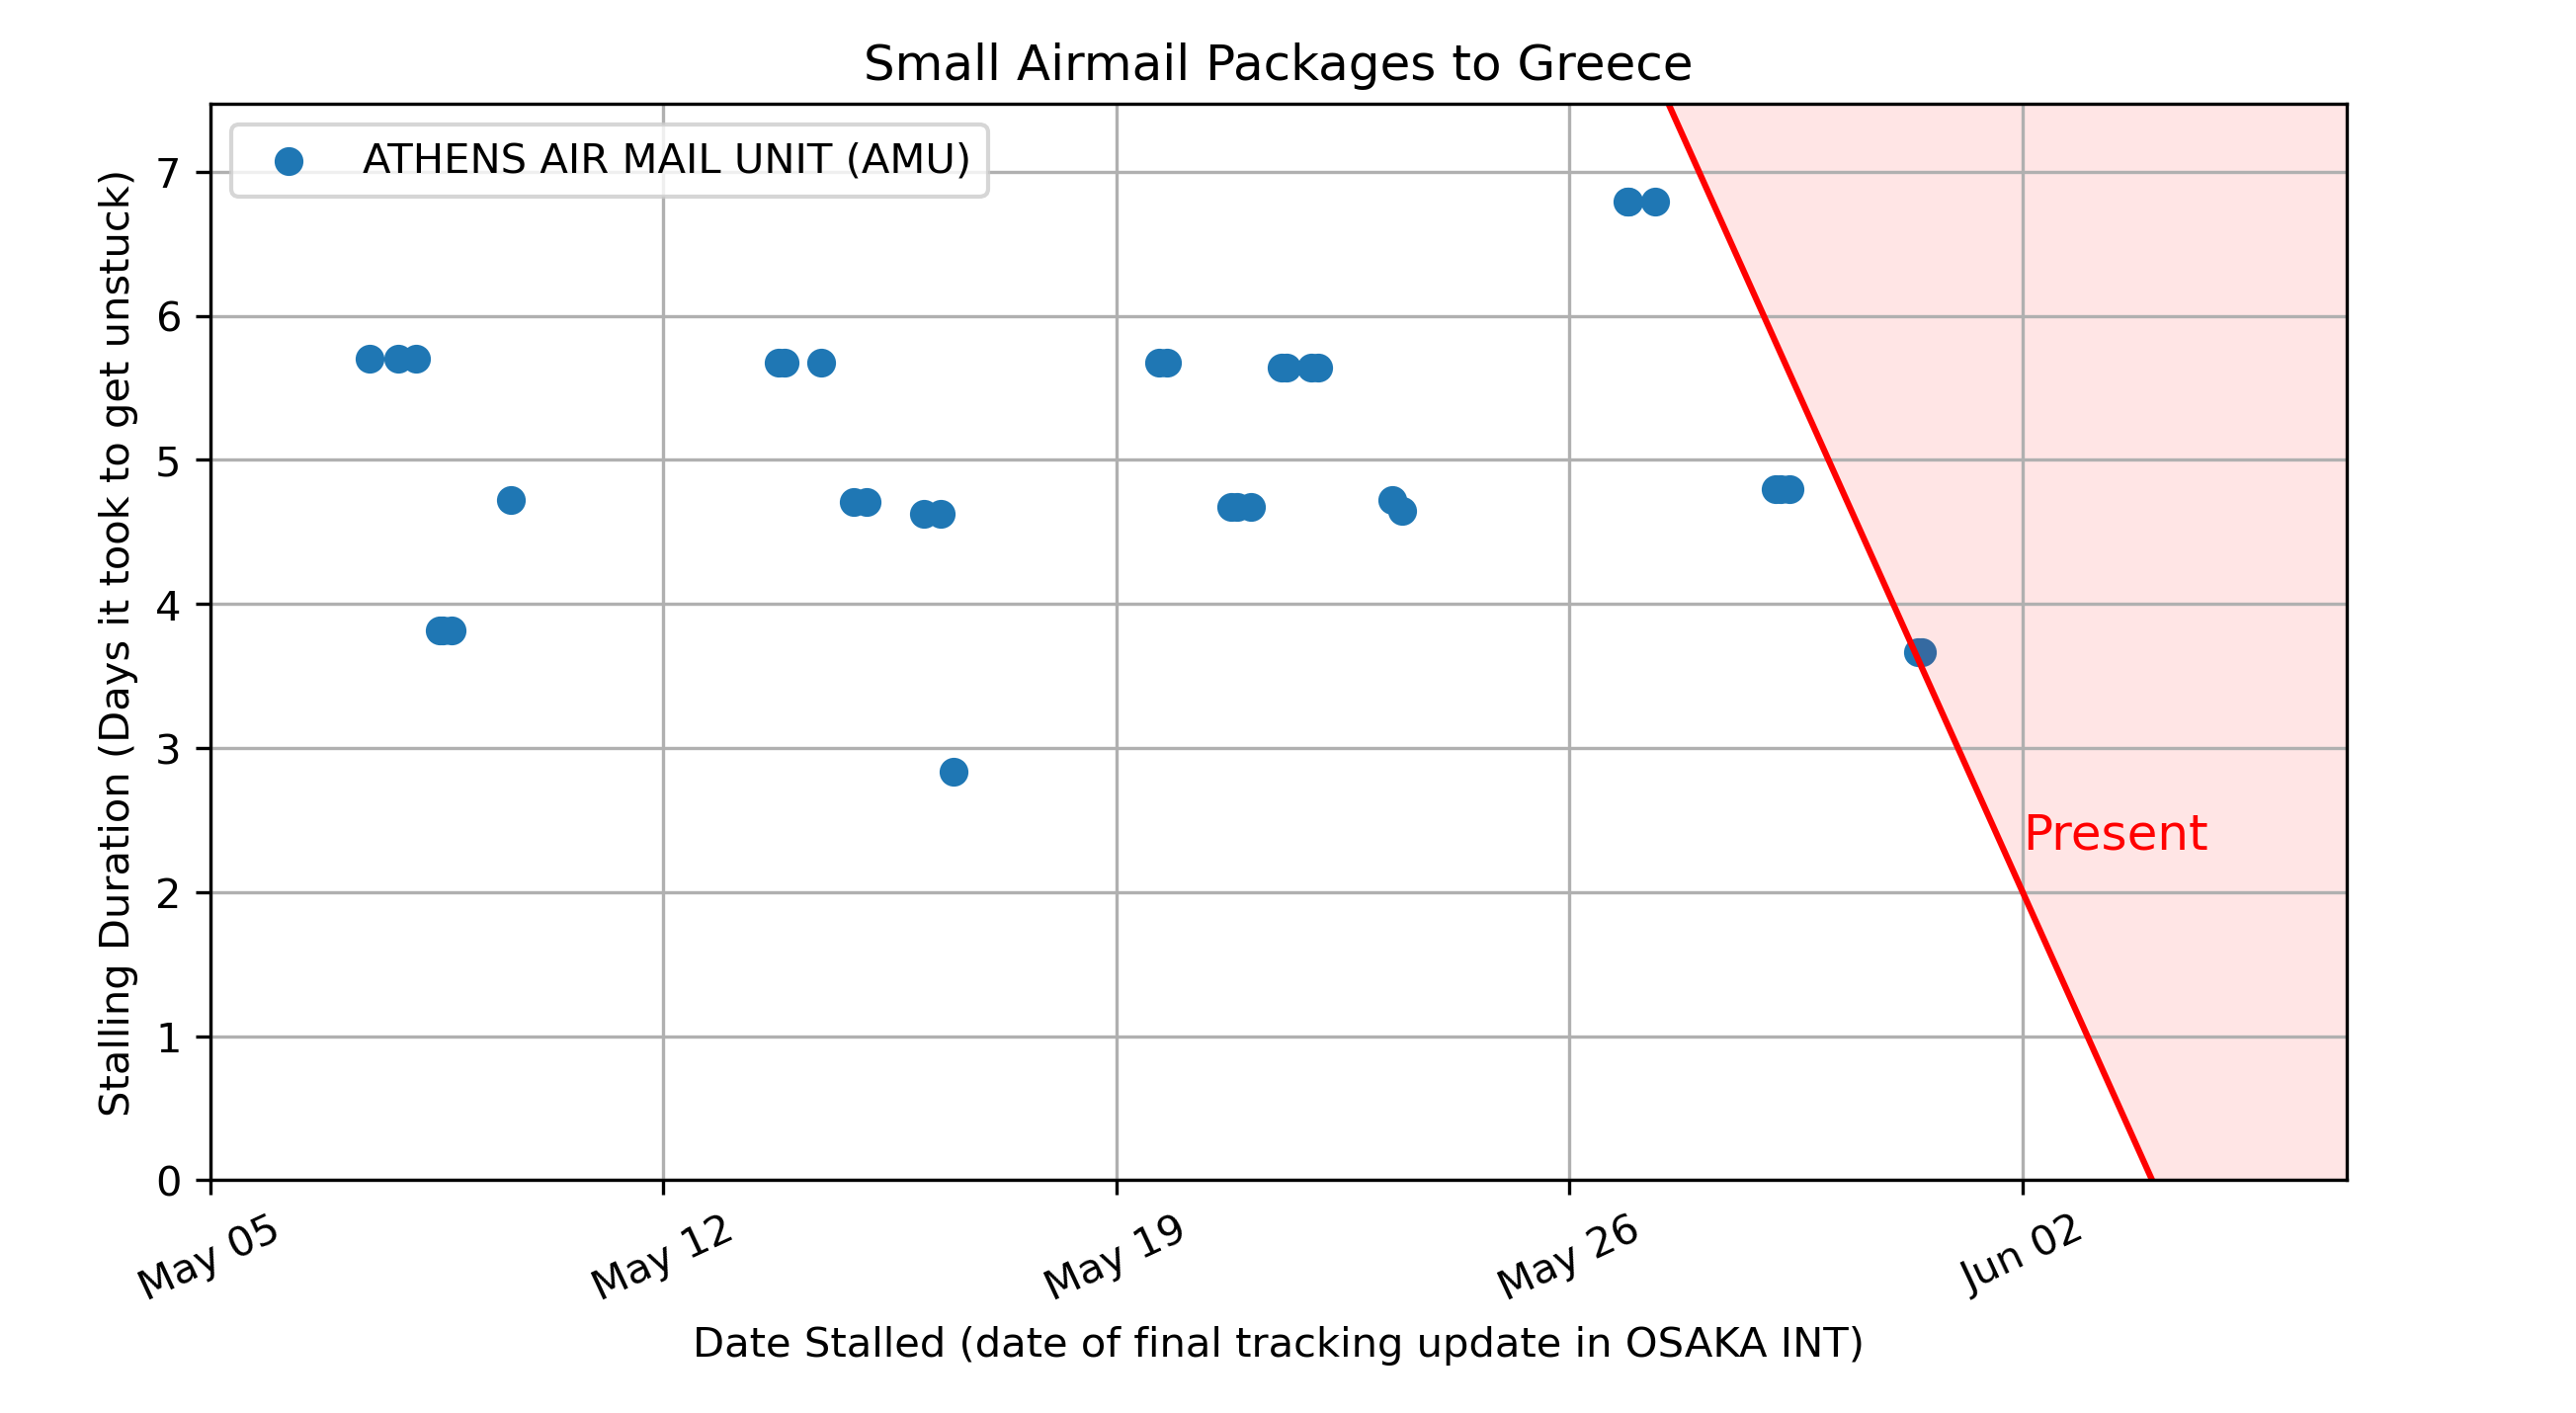 Small Airmail Packages to Greece
ATHENS AIR MAIL UNIT (AMU)
Stalling Duration (Days it took to get unstuck)
7
6
5
4
3
2
1
0
Present
May 05
May 12
May 19
May 26
Jun 02
Date Stalled (date of final tracking update in OSAKA INT)